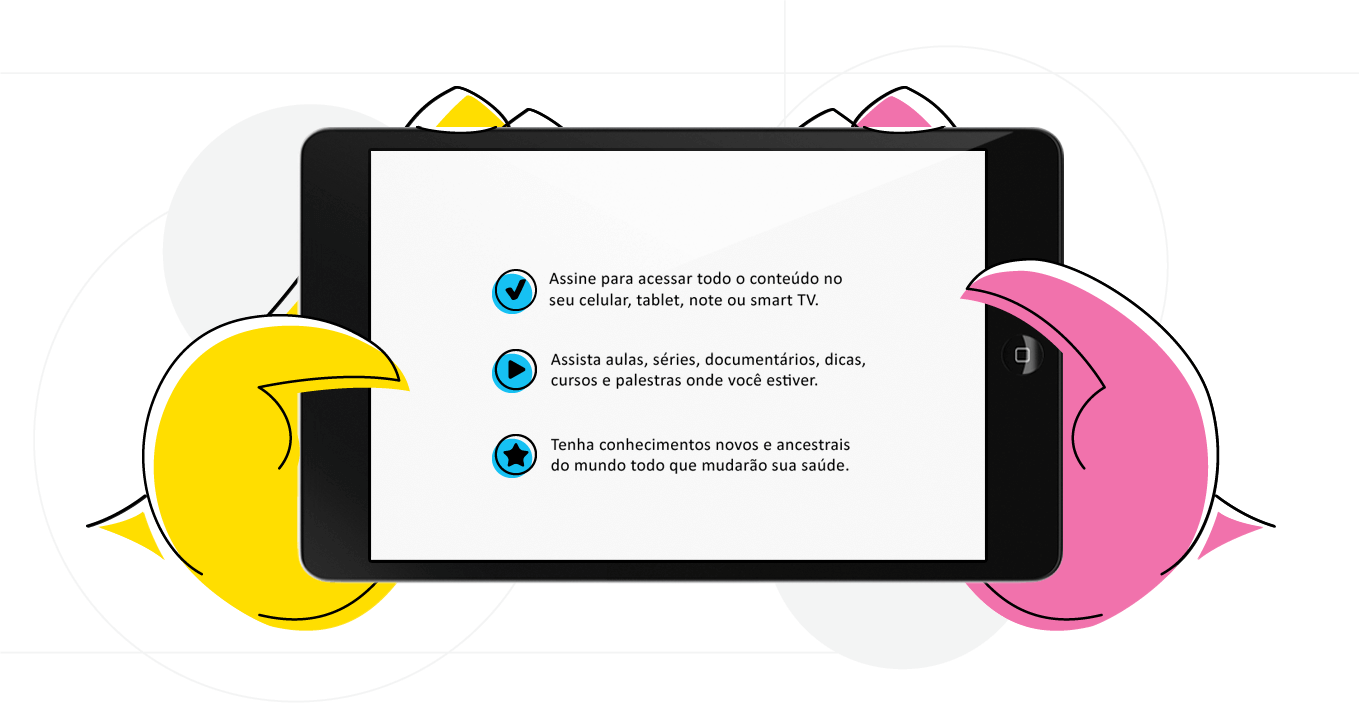 Assine para acessar todo o conteúdo no
seu celular, tablet, note ou smart TV.
Assista aulas, séries, documentários, dicas,
cursos e palestras onde você estiver.
Tenha conhecimentos novos e ancestrais
do mundo todo que mudarão sua saúde.